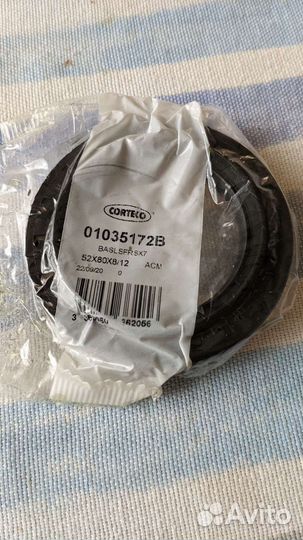 CORTECO
01035172B
BASLSFRSX7
52X80X8/12 ACM
22/09/20 0
Avito